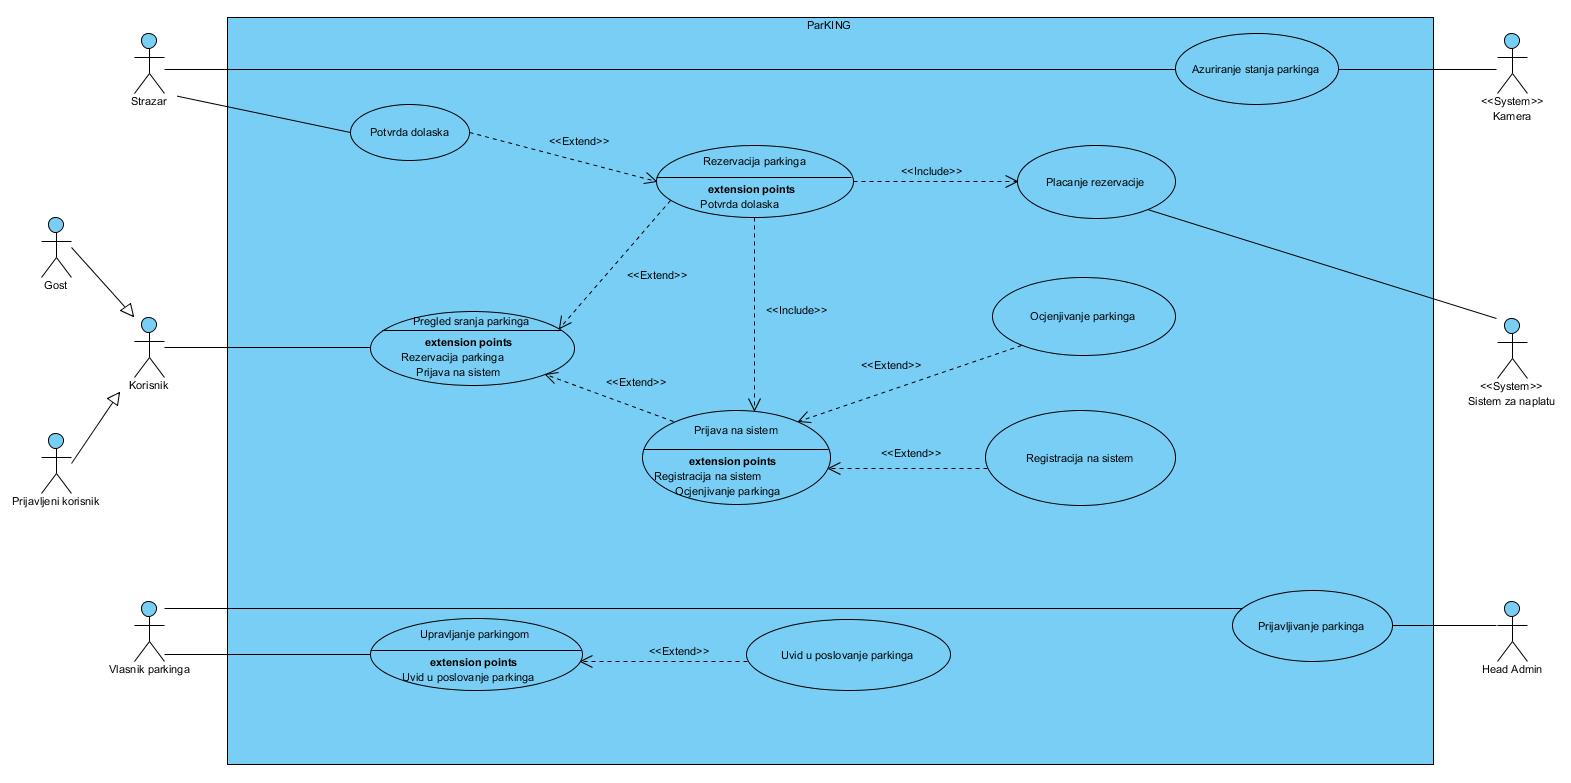 ParKING
Strazar
Azuriranje stanja parkinga
<<System>>
Kamera
Potvrda dolaska
<<Extend>>
Rezervacija parkinga
extension points
Potvrda dolaska
<<Include>>
Placanje rezervacije
Gost
<<Extend>>
<<Include>>
Ocjenjivanje parkinga
Korisnik
Pregled sranja parkinga
extension points
Rezervacija parkinga
Prijava na sistem
<<Extend>>
<<Extend>>
<<System>>
Sistem za naplatu
Prijava na sistem
extension points
Registracija na sistem
Ocjenjivanje parkinga
<<Extend>>
Registracija na sistem
Prijavljeni korisnik
Vlasnik parkinga
Upravljanje parkingom
extension points
Uvid u poslovanje parkinga
<<Extend>>
Uvid u poslovanje parkinga
Prijavljivanje parkinga
Head Admin